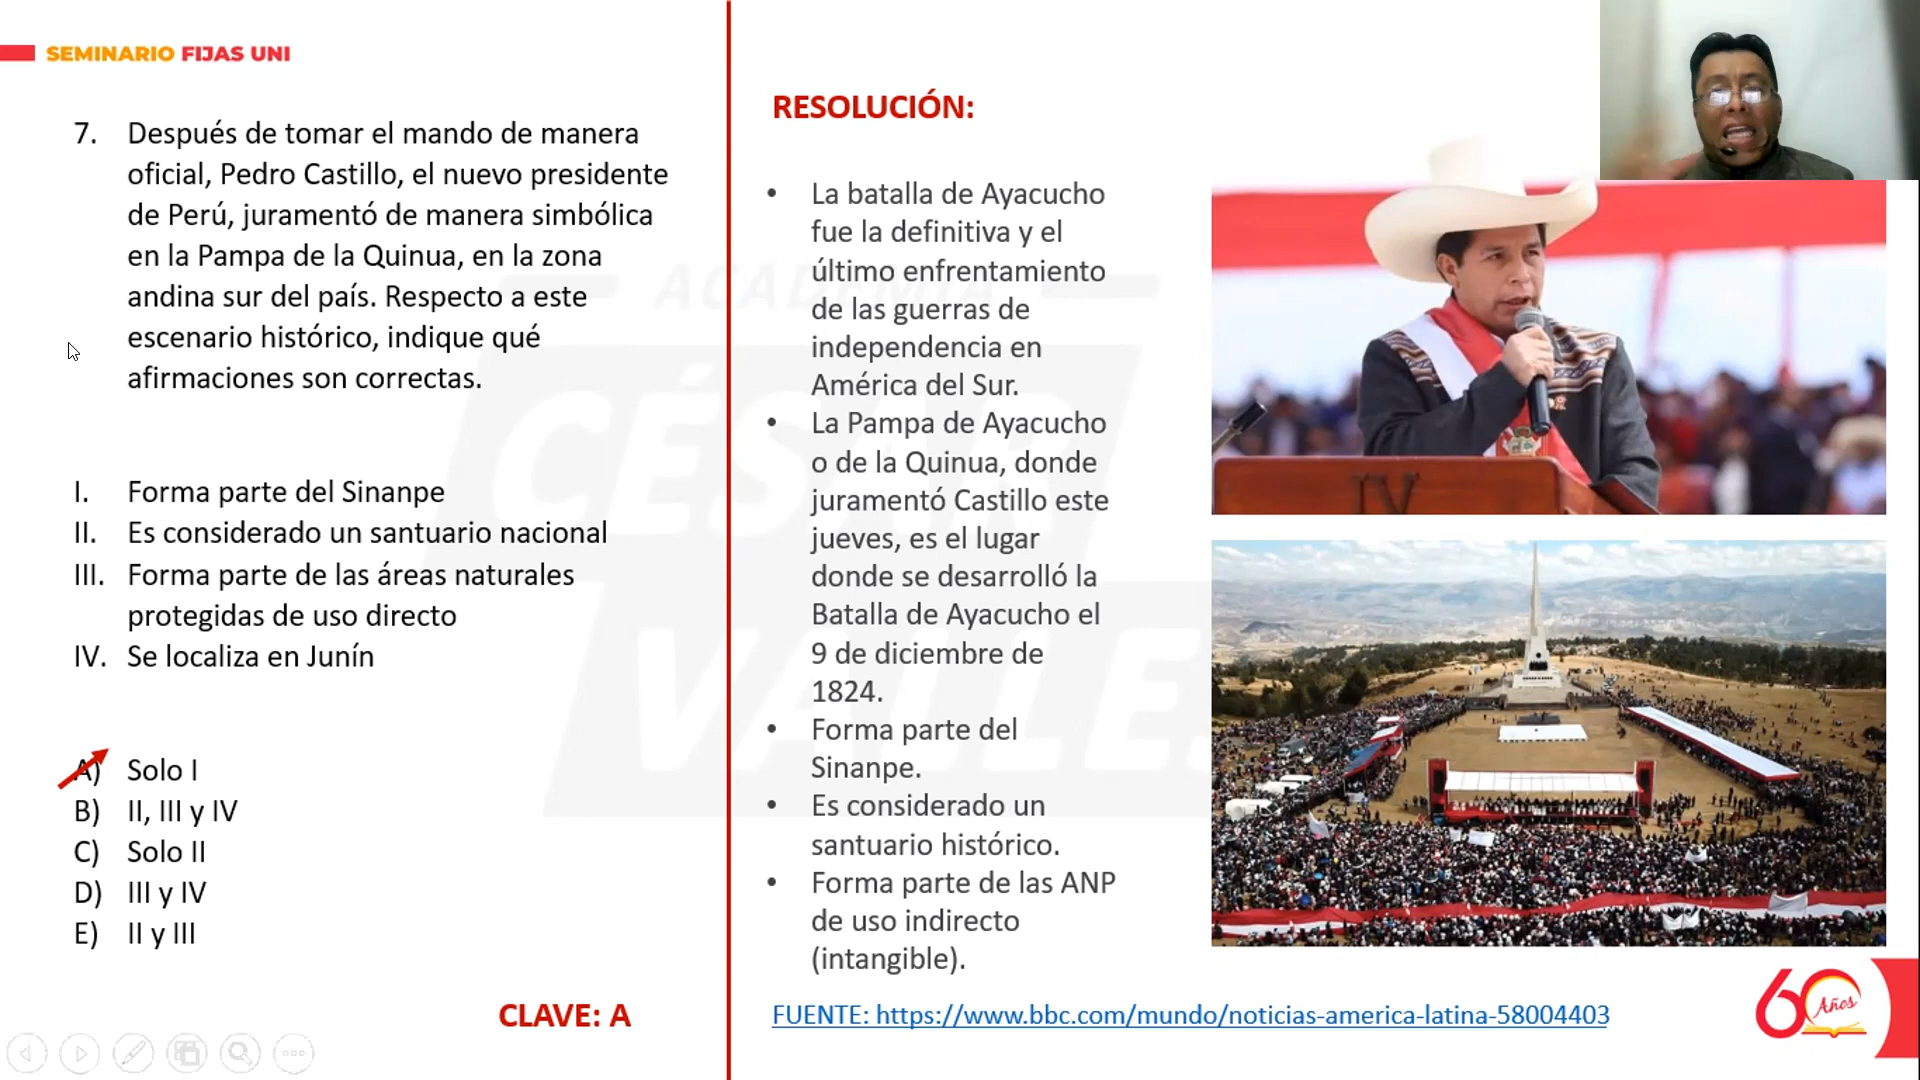 SEMINARIO FIJAS UNI
7. Después de tomar el mando de manera
oficial, Pedro Castillo, el nuevo presidente
de Perú, juramentó de manera simbólica
en la Pampa de la Quinua, en la zona
andina sur del país. Respecto a este
escenario histórico, indique qué
afirmaciones son correctas.
I. Forma parte del Sinanpe
II. Es considerado un santuario nacional
III. Forma parte de las áreas naturales
protegidas de uso directo
IV. Se localiza en Junín
A) Solo I
B) II, III y IV
C) Solo II
D) III y IV
E) II y III
CLAVE: A
RESOLUCIÓN:
• La batalla de Ayacucho
fue la definitiva y el
último enfrentamiento
de las guerras de
independencia en
América del Sur.
• La Pampa de Ayacucho
o de la Quinua, donde
juramentó Castillo este
jueves, es el lugar
donde se desarrolló la
Batalla de Ayacucho el
9 de diciembre de
1824.
• Forma parte del
Sinanpe.
• Es considerado un
santuario histórico.
• Forma parte de las ANP
de uso indirecto
(intangible).
FUENTE: https://www.bbc.com/mundo/noticias-america-latina-58004403
ACADEMIA
CÉSAR
VALLEJ
60 Años